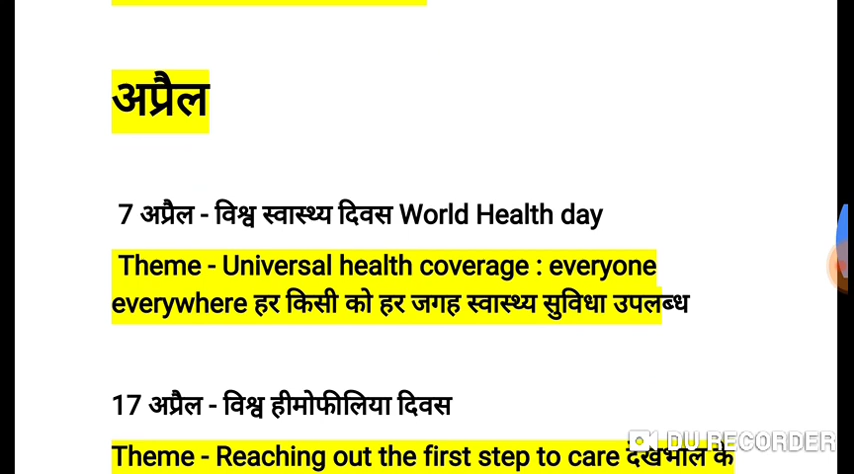 अप्रैल
7 अप्रैल - विश्व स्वास्थ्य दिवस World Health day
Theme - Universal health coverage : everyone
everywhere हर किसी को हर जगह स्वास्थ्य सुविधा उपलब्ध
17 अप्रैल - विश्व हीमोफीलिया दिवस
DU RECORDER
Theme - Reaching out the first step to care देखभाल के